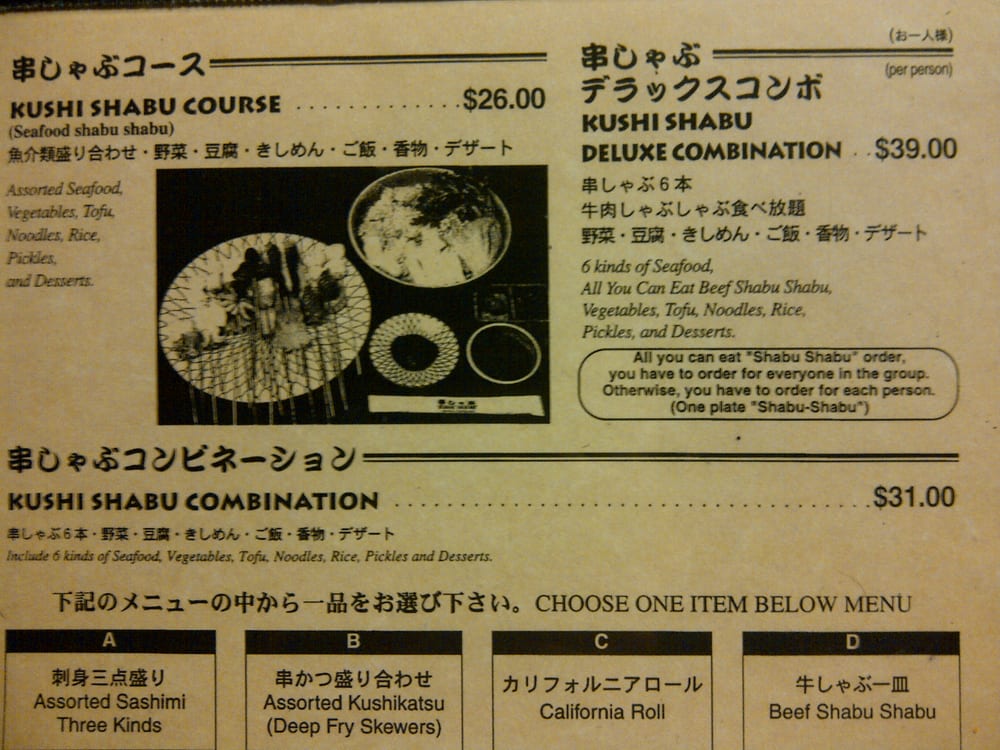 串しゃぶコース
KUSHI SHABU COURSE ............$26.00
(Seafood shabu shabu)
魚介類盛り合わせ・野菜・豆腐・きしめん・ご飯・香物・デザート
Assorted Seafood,
Vegetables, Tofu,
Noodles, Rice,
Pickles,
and Desserts.
(お一人様)
串しゃぶ
(per person)
デラックスコンボ
KUSHI SHABU
DELUXE COMBINATION ..$39.00
串しゃぶ6本
牛肉しゃぶしゃぶ食べ放題
野菜・豆腐・きしめん・ご飯・香物・デザート
6 kinds of Seafood,
All You Can Eat Beef Shabu Shabu,
Vegetables, Tofu, Noodles, Rice,
Pickles, and Desserts.
All you can eat "Shabu Shabu" order,
you have to order for everyone in the group.
Otherwise, you have to order for each person.
(One plate "Shabu-Shabu")
串しゃぶコンビネーション
KUSHI SHABU COMBINATION ........................................$31.00
串しゃぶ6本・野菜・豆腐・きしめん・ご飯・香物・デザート
Include 6 kinds of Seafood, Vegetables, Tofu, Noodles, Rice, Pickles and Desserts.
下記のメニューの中から一品をお選び下さい。CHOOSE ONE ITEM BELOW MENU
A
刺身三点盛り
Assorted Sashimi
Three Kinds
B
串かつ盛り合わせ
Assorted Kushikatsu
(Deep Fry Skewers)
C
カリフォルニアロール
California Roll
D
牛しゃぶ一皿
Beef Shabu Shabu